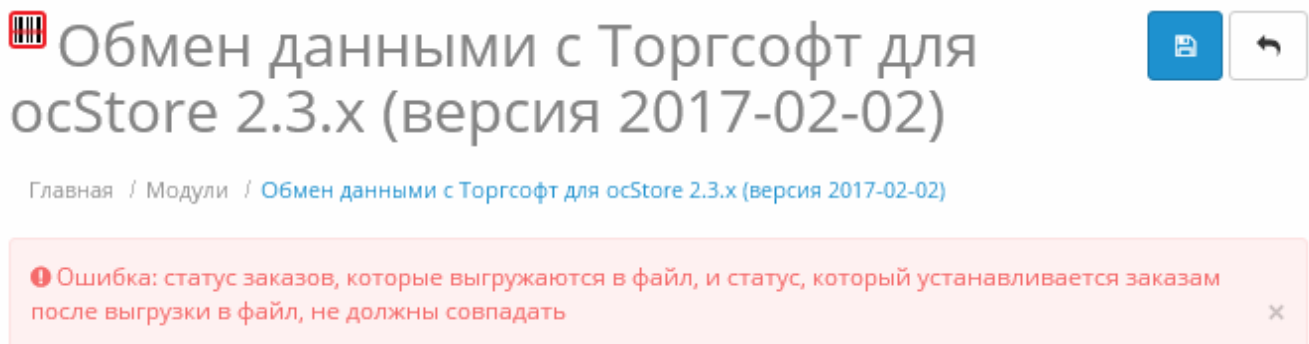 Обмен данными с Торгсофт для
ocStore 2.3.x (версия 2017-02-02)
Главная / Модули / Обмен данными с Торгсофт для ocStore 2.3.x (версия 2017-02-02)
Ошибка: статус заказов, которые выгружаются в файл, и статус, который устанавливается заказам
после выгрузки в файл, не должны совпадать ×